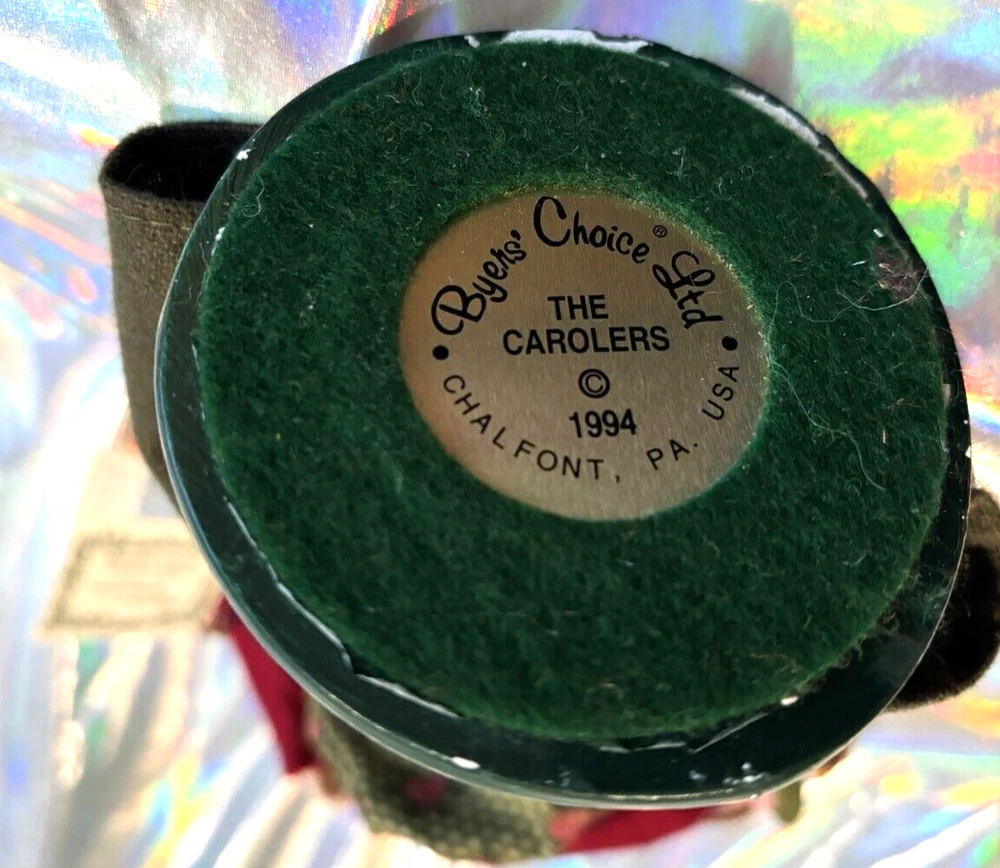 Byers' Choice® Ltd
THE
CAROLERS
©
1994
• CHALFONT, PA. USA •